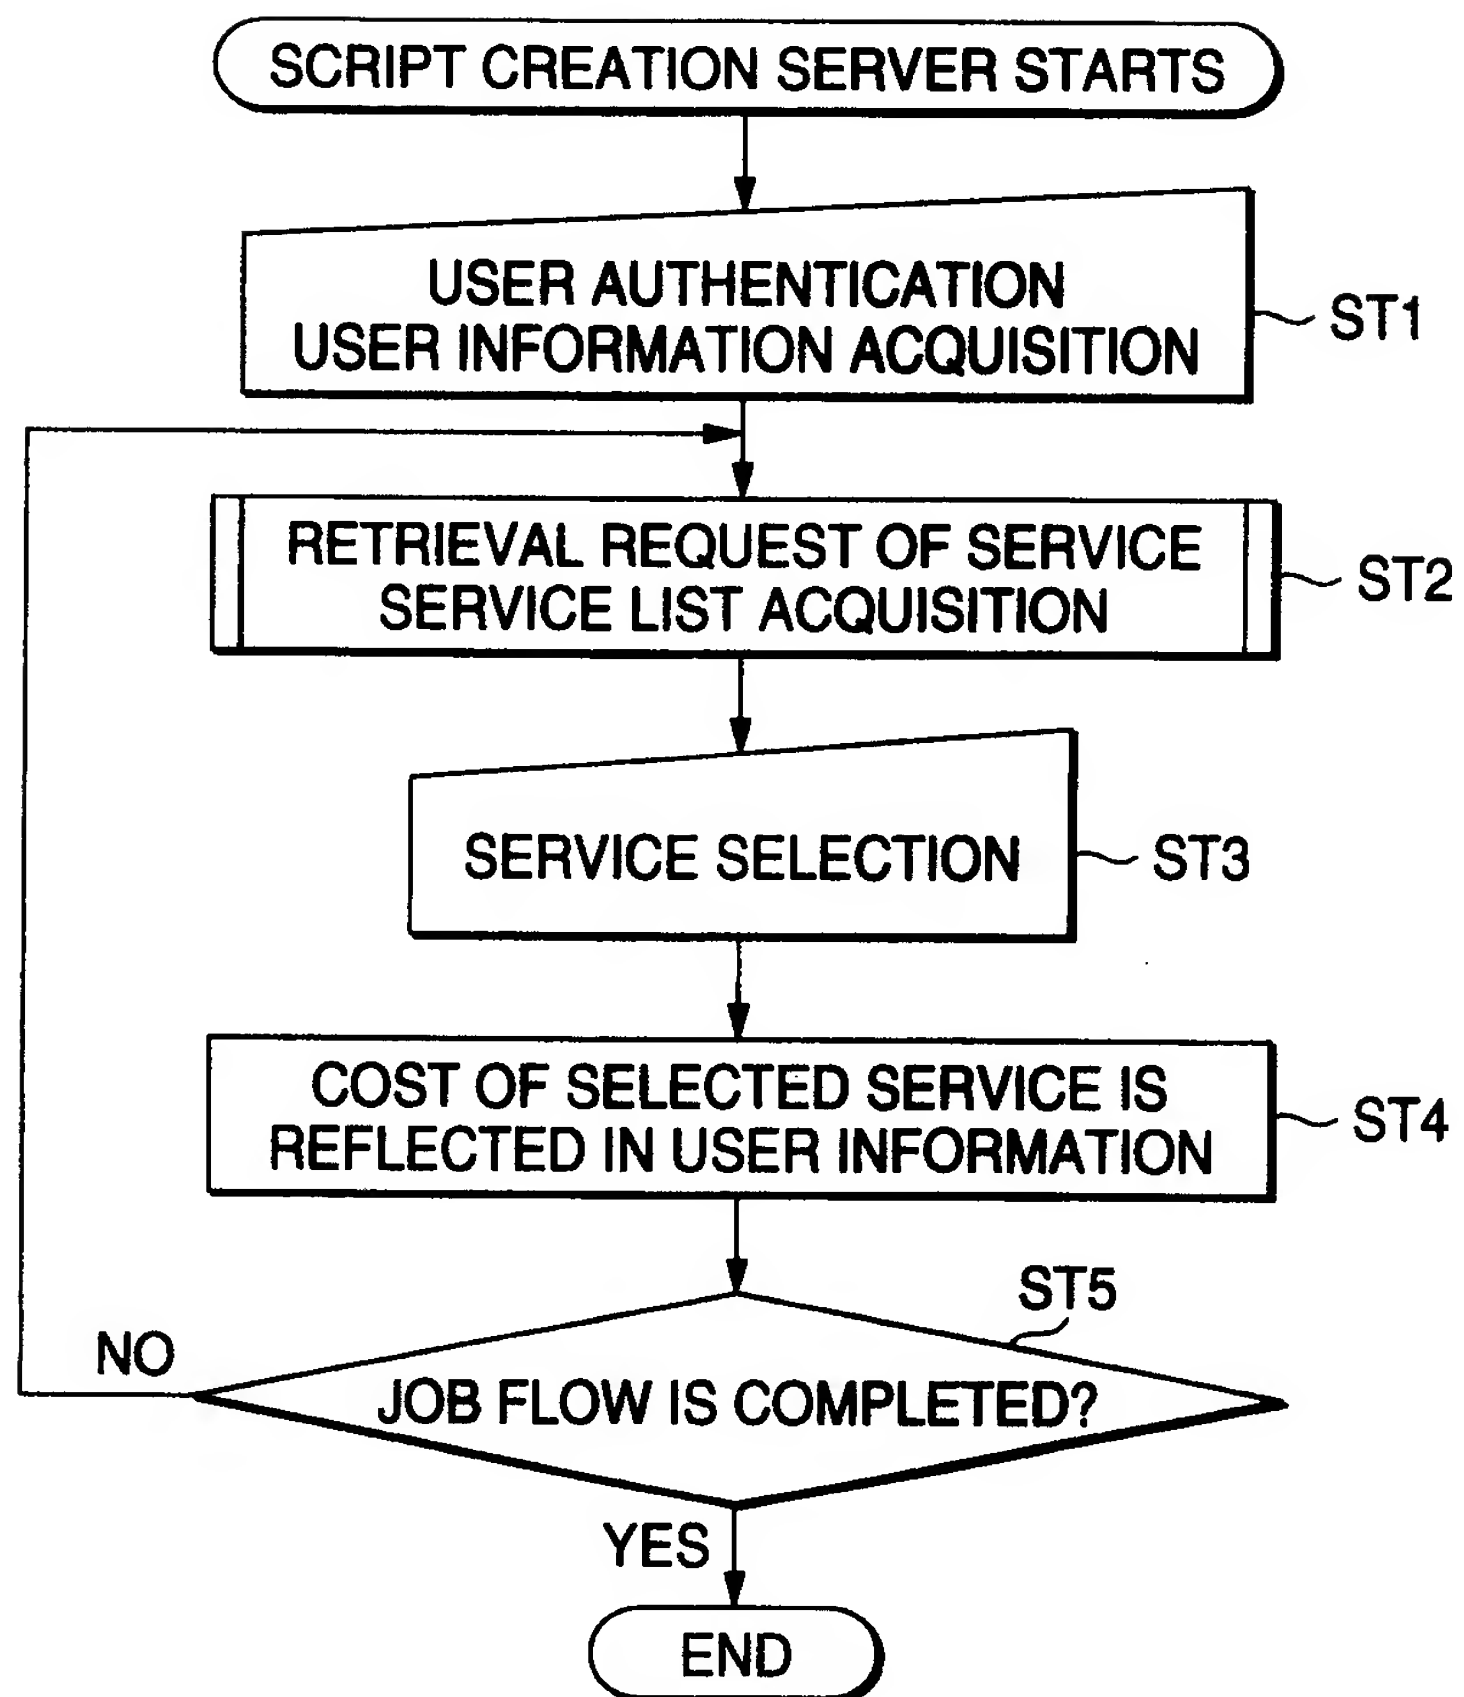 SCRIPT CREATION SERVER STARTS
USER AUTHENTICATION
USER INFORMATION ACQUISITION
ST1
RETRIEVAL REQUEST OF SERVICE
SERVICE LIST ACQUISITION
ST2
SERVICE SELECTION
ST3
COST OF SELECTED SERVICE IS
REFLECTED IN USER INFORMATION
ST4
ST5
NO
JOB FLOW IS COMPLETED?
YES
END